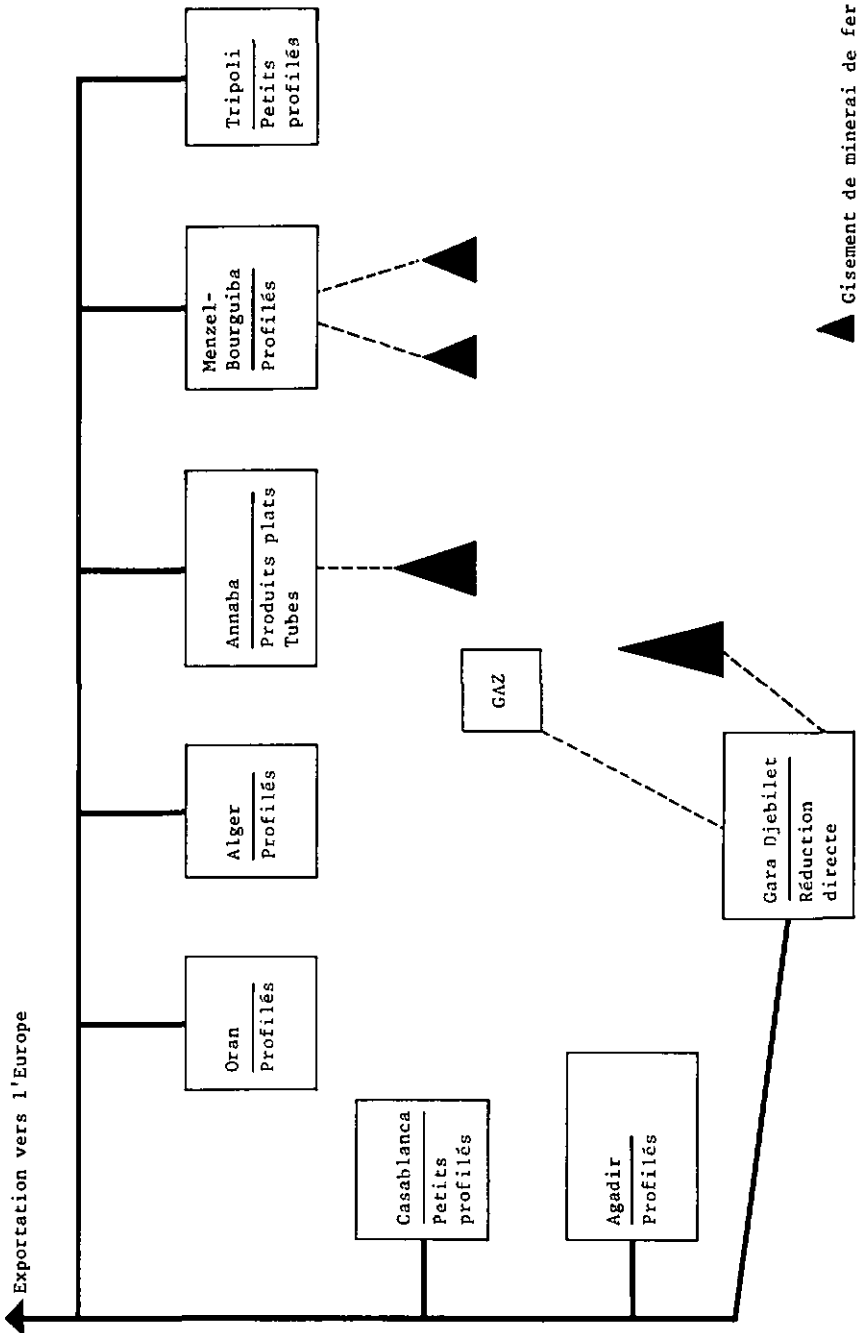 Exportation vers l'Europe
Oran
Profilés
Alger
Profilés
Annaba
Produits plats
Tubes
Menzel-
Bourguiba
Profilés
Tripoli
Petits
profilés
Casablanca
Petits
profilés
GAZ
Agadir
Profilés
Gara Djebilet
Réduction
directe
Gisement de minerai de fer